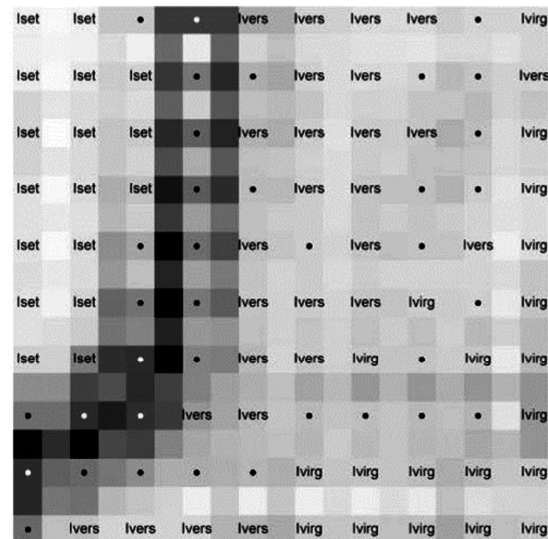 Iset Iset Ivers Ivers Ivers Ivers Ivirg
Iset Iset Iset Ivers Ivers Ivers
Iset Iset Iset Ivers Ivers Ivers Ivers Ivirg
Iset Iset Iset Ivers Ivers Ivirg
Iset Iset Ivers Ivers Ivers Ivirg
Iset Iset Ivers Ivers Ivers Ivirg Ivirg
Iset Iset Ivers Ivers Ivirg Ivirg Ivirg
Ivers Ivers Ivirg
Ivirg Ivirg Ivirg Ivirg Ivirg
Ivers Ivers Ivers Ivers Ivirg Ivirg Ivirg Ivirg Ivirg